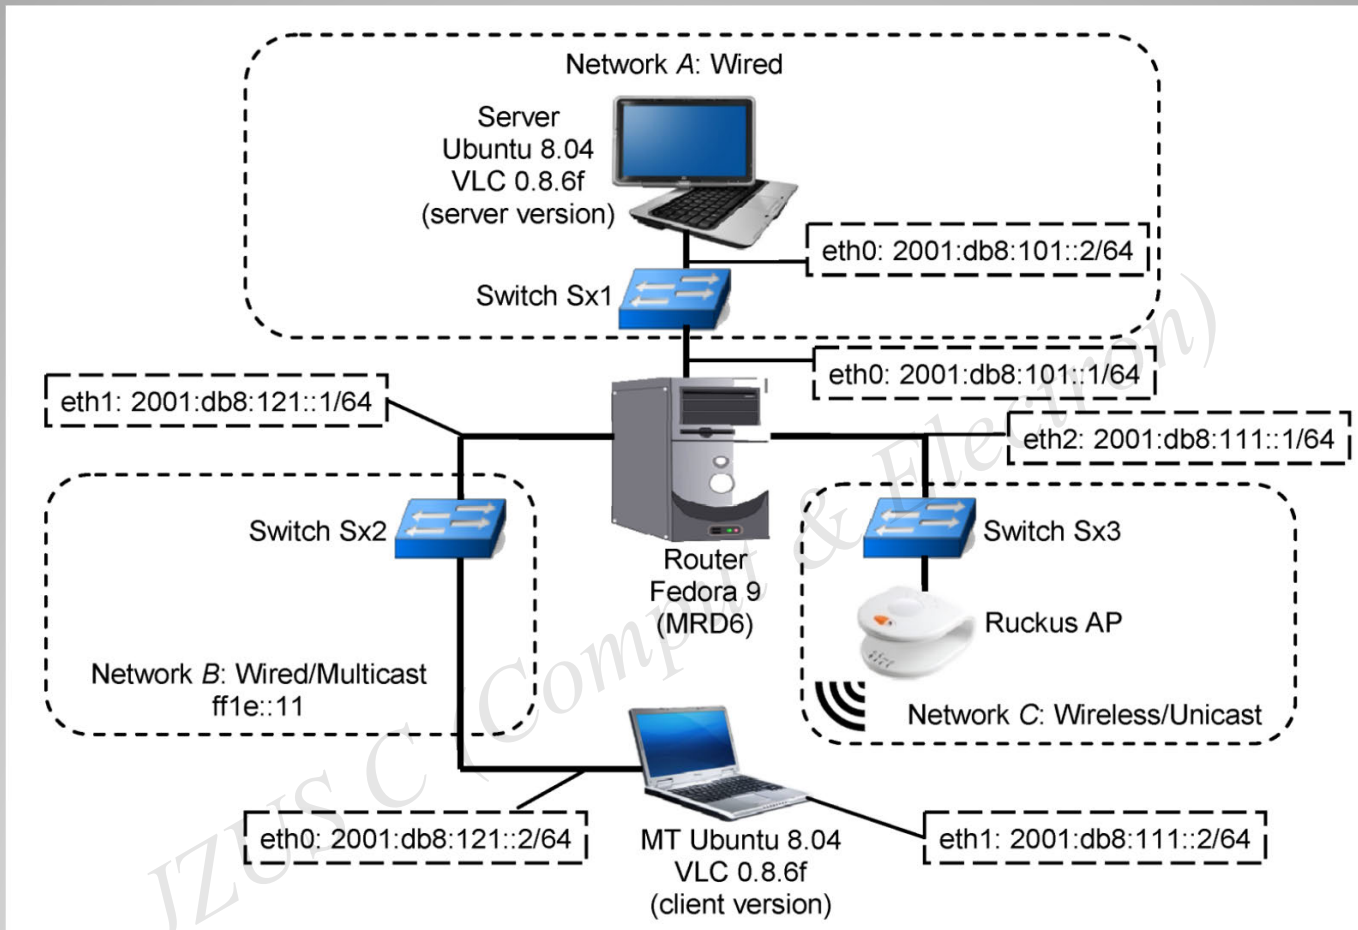 Network A: Wired
Server
Ubuntu 8.04
VLC 0.8.6f
(server version)
eth0: 2001:db8:101::2/64
Switch Sx1
eth0: 2001:db8:101::1/64
eth1: 2001:db8:121::1/64
eth2: 2001:db8:111::1/64
Switch Sx2
Switch Sx3
Router
Fedora 9
(MRD6)
Ruckus AP
Network B: Wired/Multicast
ff1e::11
Network C: Wireless/Unicast
eth0: 2001:db8:121::2/64
MT Ubuntu 8.04
VLC 0.8.6f
(client version)
eth1: 2001:db8:111::2/64
JZUS C (Comput & Electron)